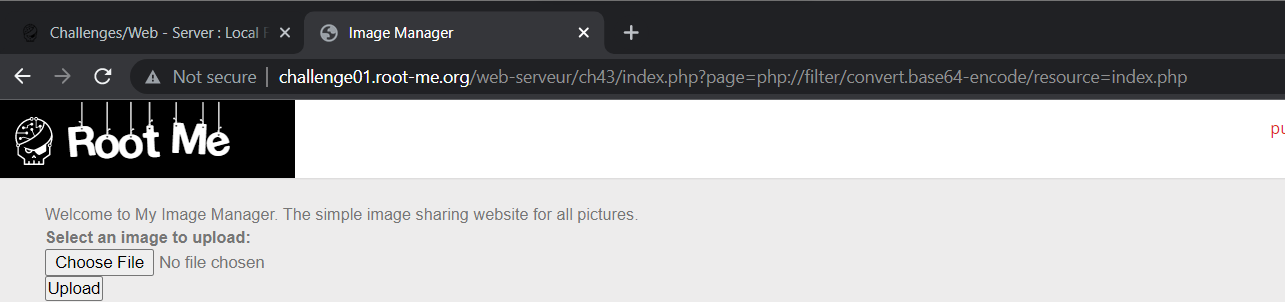 Challenges/Web - Server : Local
Image Manager
Not secure | challenge01.root-me.org/web-serveur/ch43/index.php?page=php://filter/convert.base64-encode/resource=index.php
Root Me
pu
Welcome to My Image Manager. The simple image sharing website for all pictures.
Select an image to upload:
Choose File No file chosen
Upload